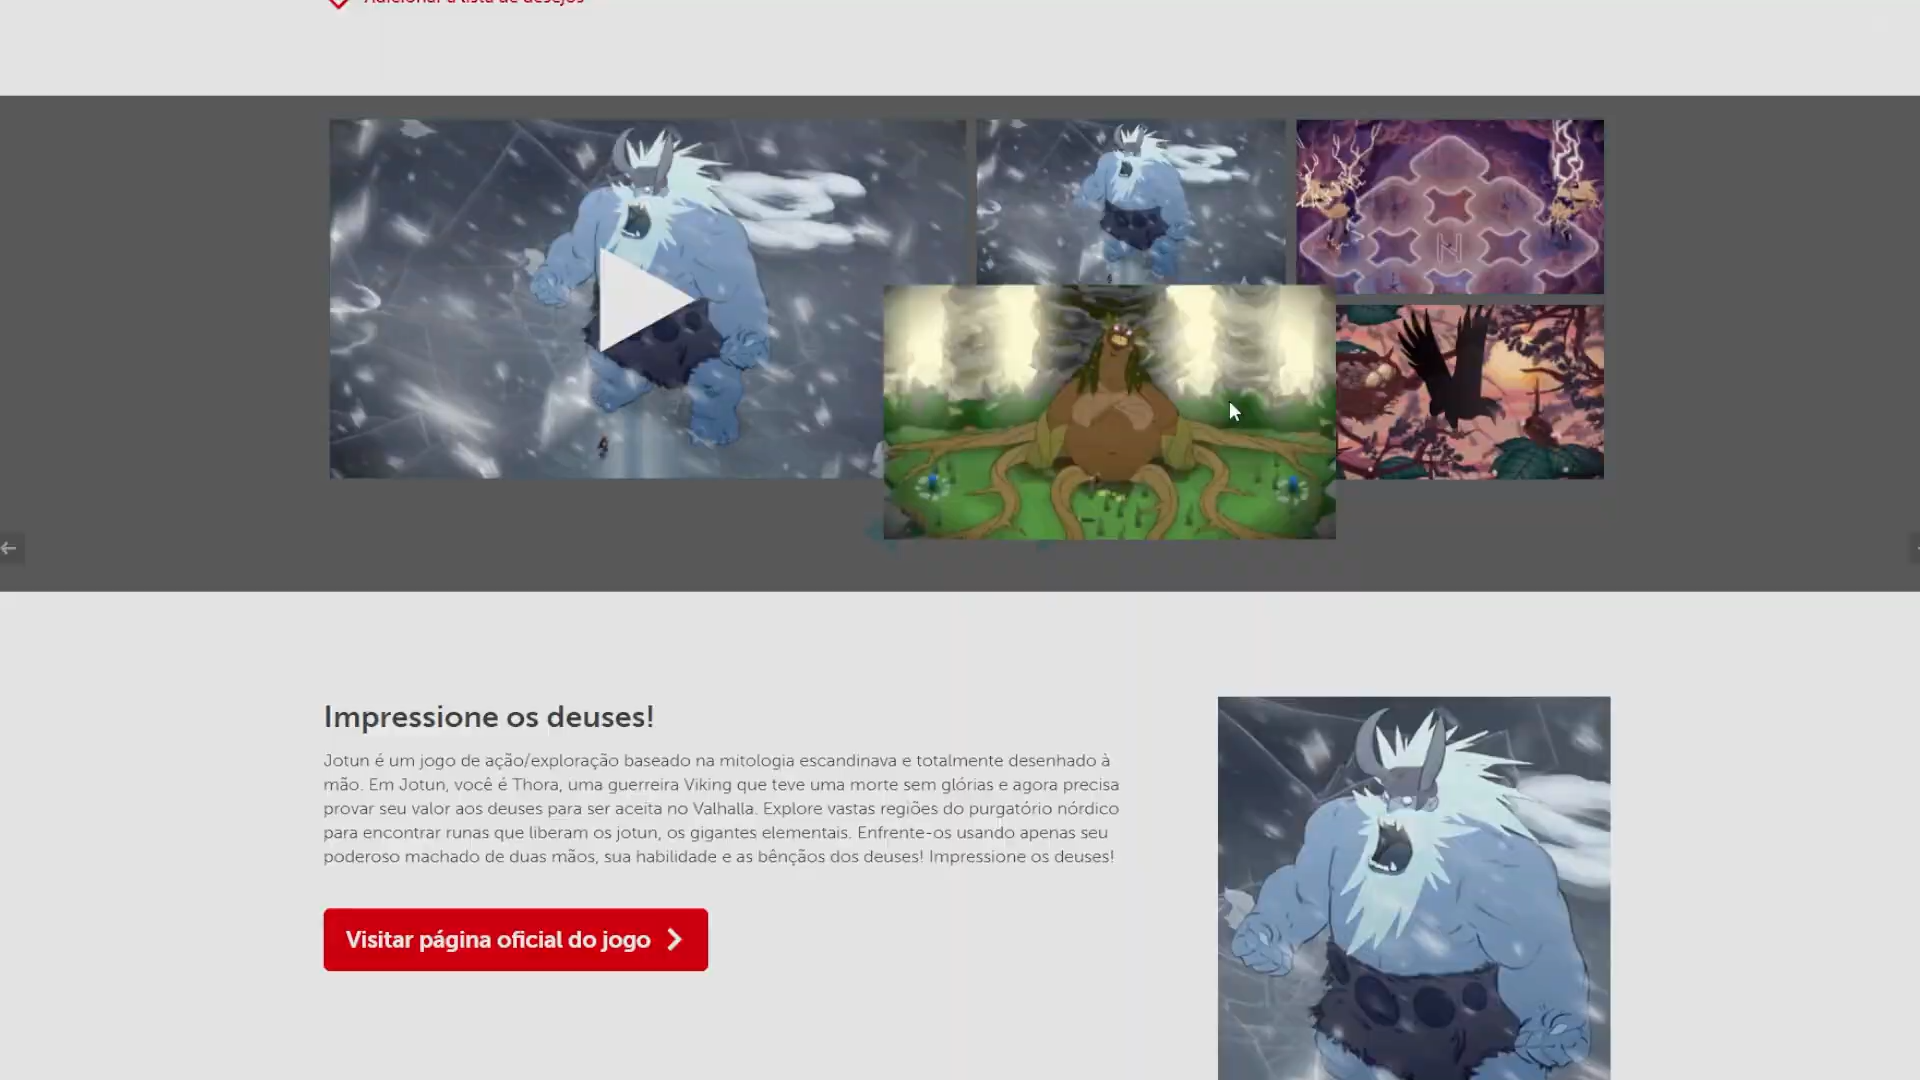 Adicionar à lista de desejos
Impressione os deuses!
Jotun é um jogo de ação/exploração baseado na mitologia escandinava e totalmente desenhado à
mão. Em Jotun, você é Thora, uma guerreira Viking que teve uma morte sem glórias e agora precisa
provar seu valor aos deuses para ser aceita no Valhalla. Explore vastas regiões do purgatório nórdico
para encontrar runas que liberam os jotun, os gigantes elementais. Enfrente-os usando apenas seu
poderoso machado de duas mãos, sua habilidade e as bênçãos dos deuses! Impressione os deuses!
Visitar página oficial do jogo